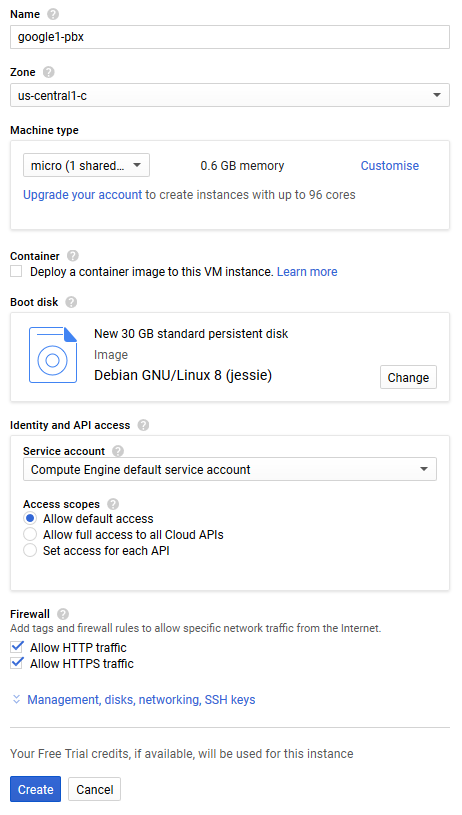 Name
google1-pbx
Zone
us-central1-c
Machine type
micro (1 shared... 0.6 GB memory Customise
Upgrade your account to create instances with up to 96 cores
Container
Deploy a container image to this VM instance. Learn more
Boot disk
New 30 GB standard persistent disk
Image
Debian GNU/Linux 8 (jessie)
Change
Identity and API access
Service account
Compute Engine default service account
Access scopes
Allow default access
Allow full access to all Cloud APIs
Set access for each API
Firewall
Add tags and firewall rules to allow specific network traffic from the Internet.
Allow HTTP traffic
Allow HTTPS traffic
Management, disks, networking, SSH keys
Your Free Trial credits, if available, will be used for this instance
Create Cancel